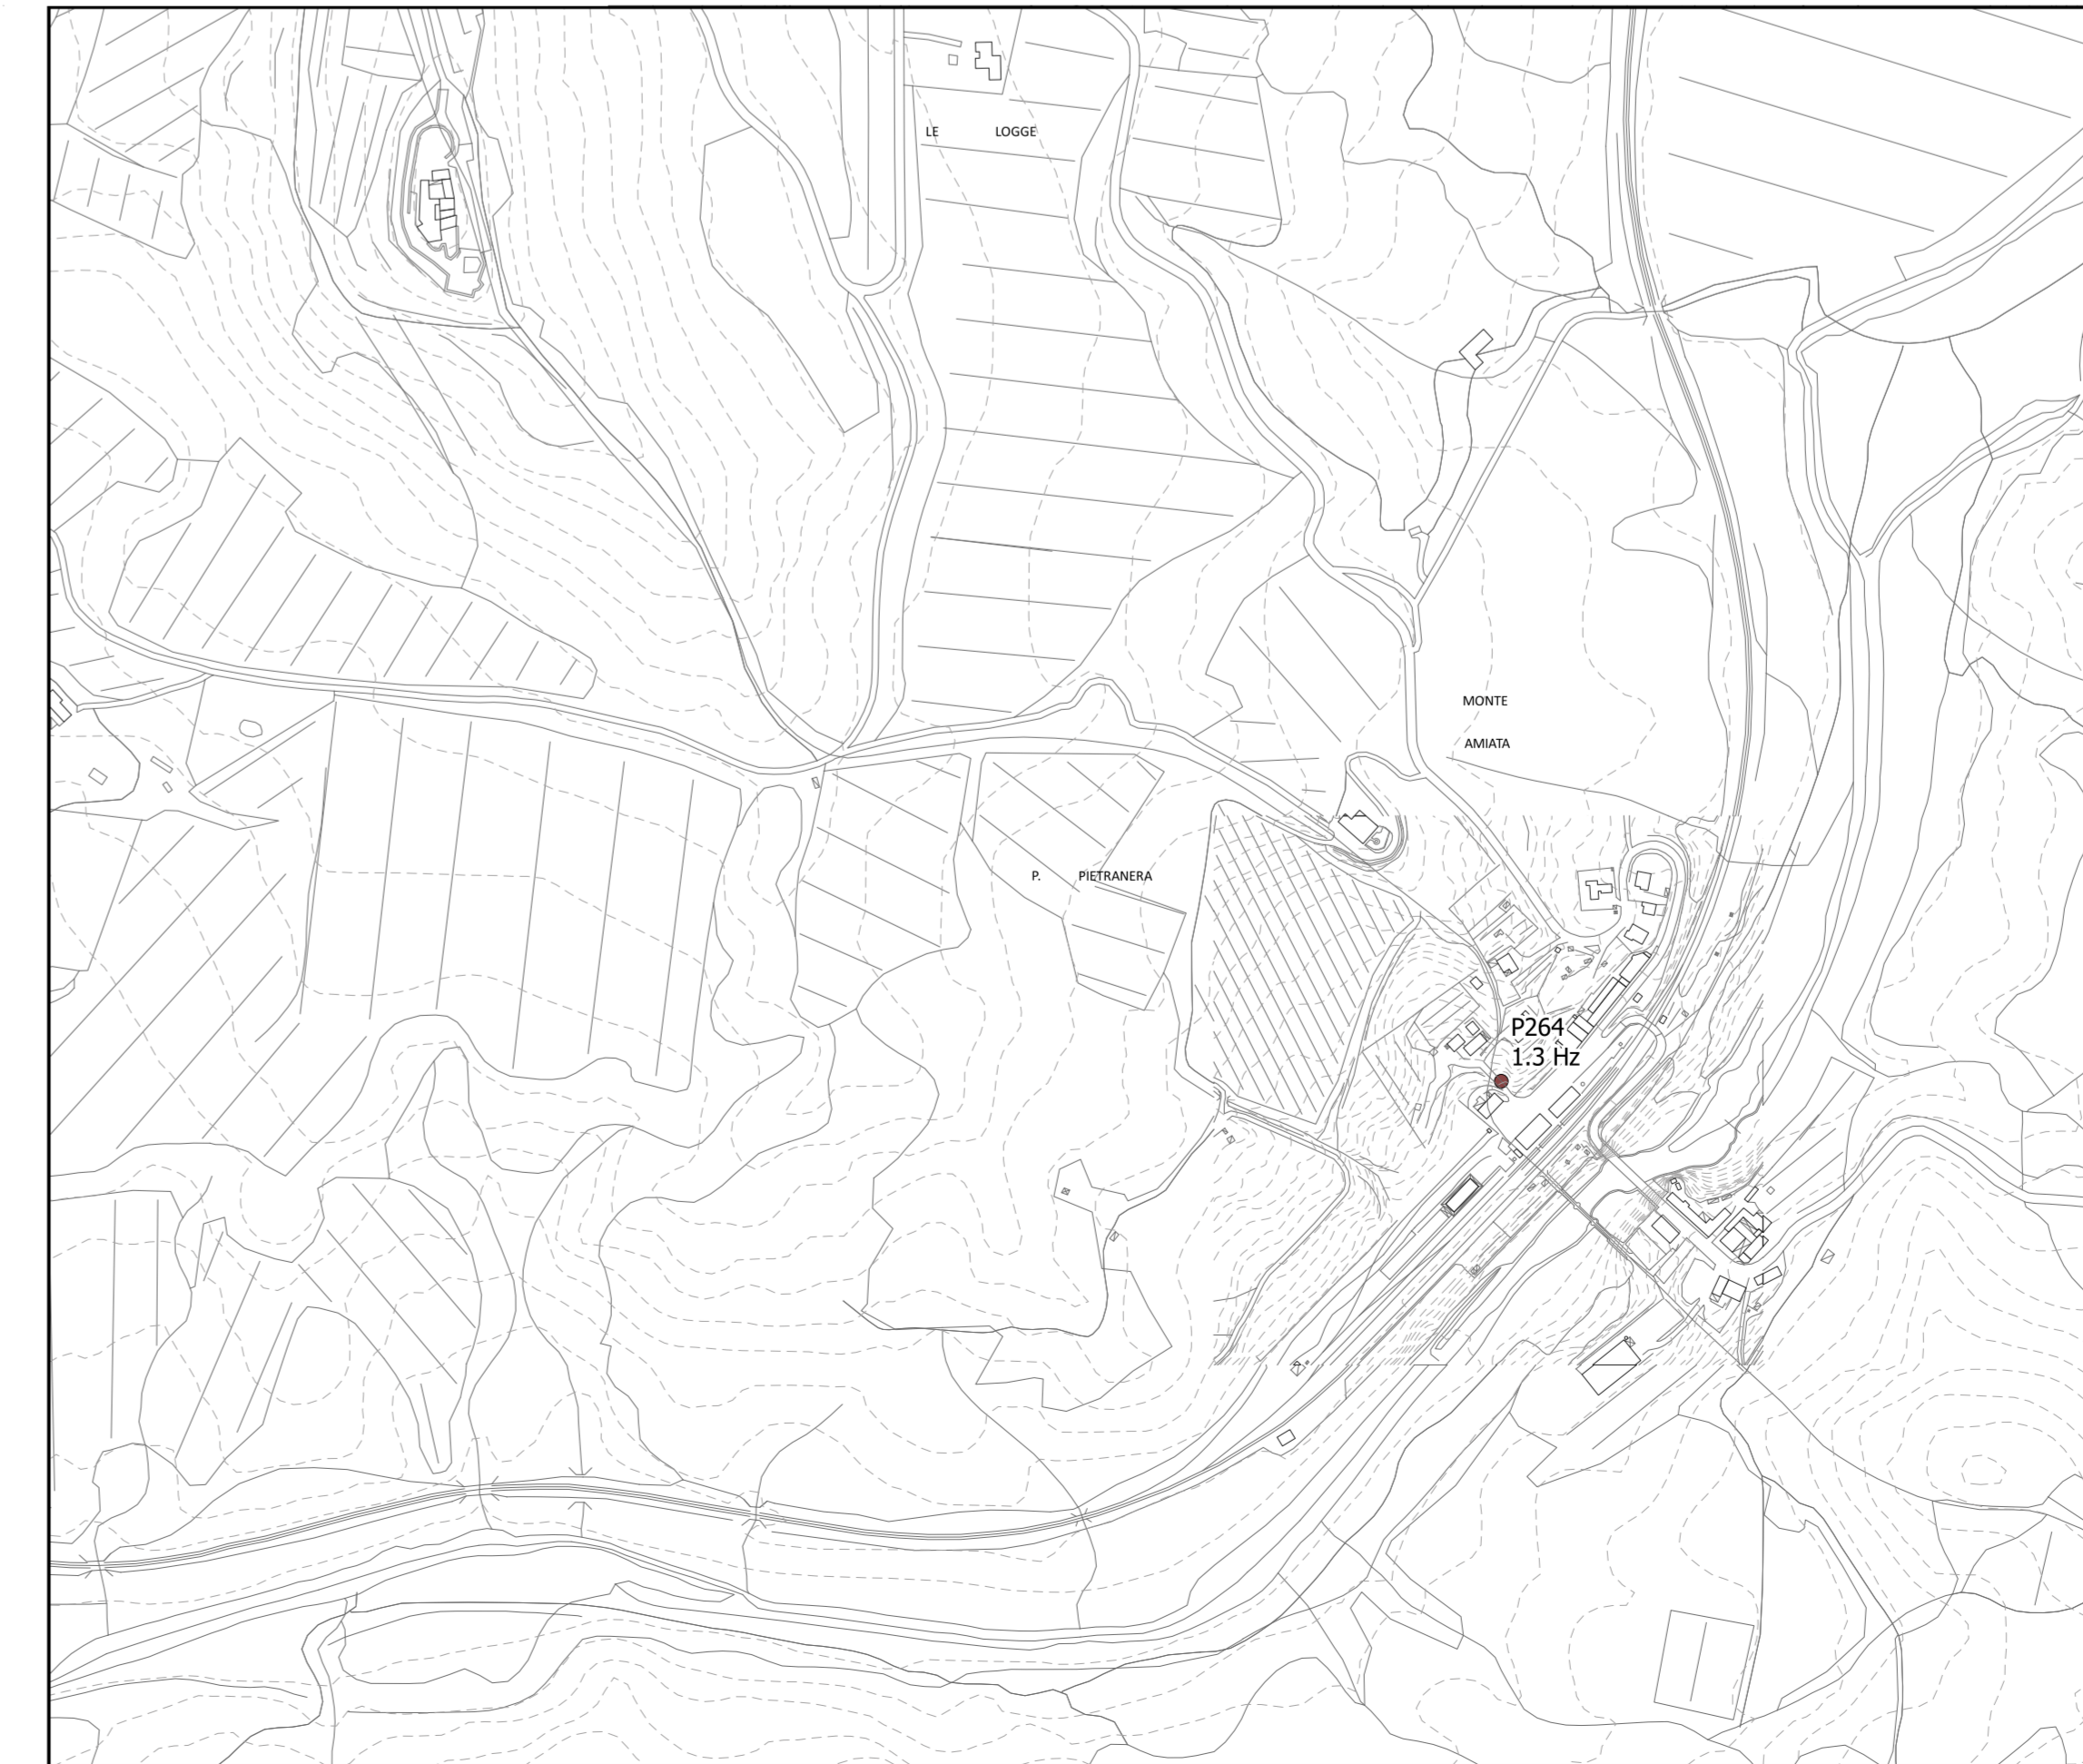 LE LOGGE
MONTE
AMIATA
P. PIETRANERA
P264
1.3 Hz